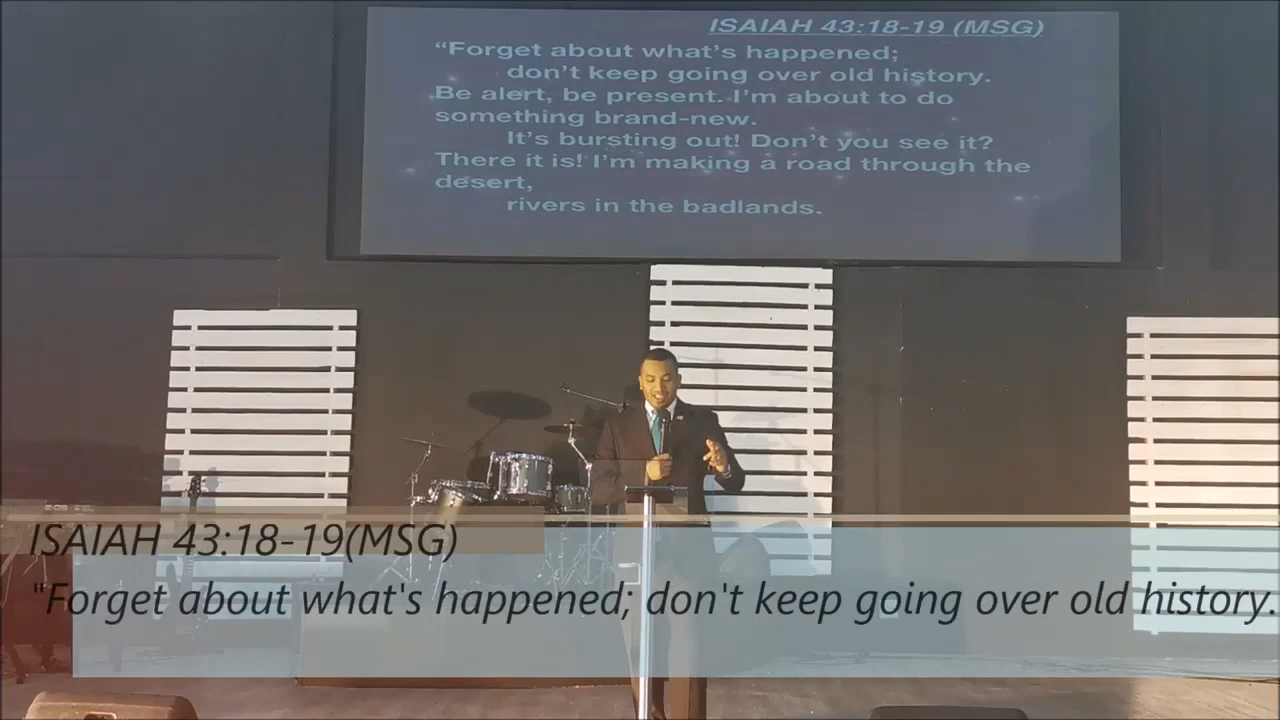 ISAIAH 43:18-19 (MSG)
“Forget about what’s happened;
don’t keep going over old history.
Be alert, be present. I’m about to do
something brand-new.
It’s bursting out! Don’t you see it?
There it is! I’m making a road through the
desert,
rivers in the badlands.
ISAIAH 43:18-19(MSG)
"Forget about what's happened; don't keep going over old history.